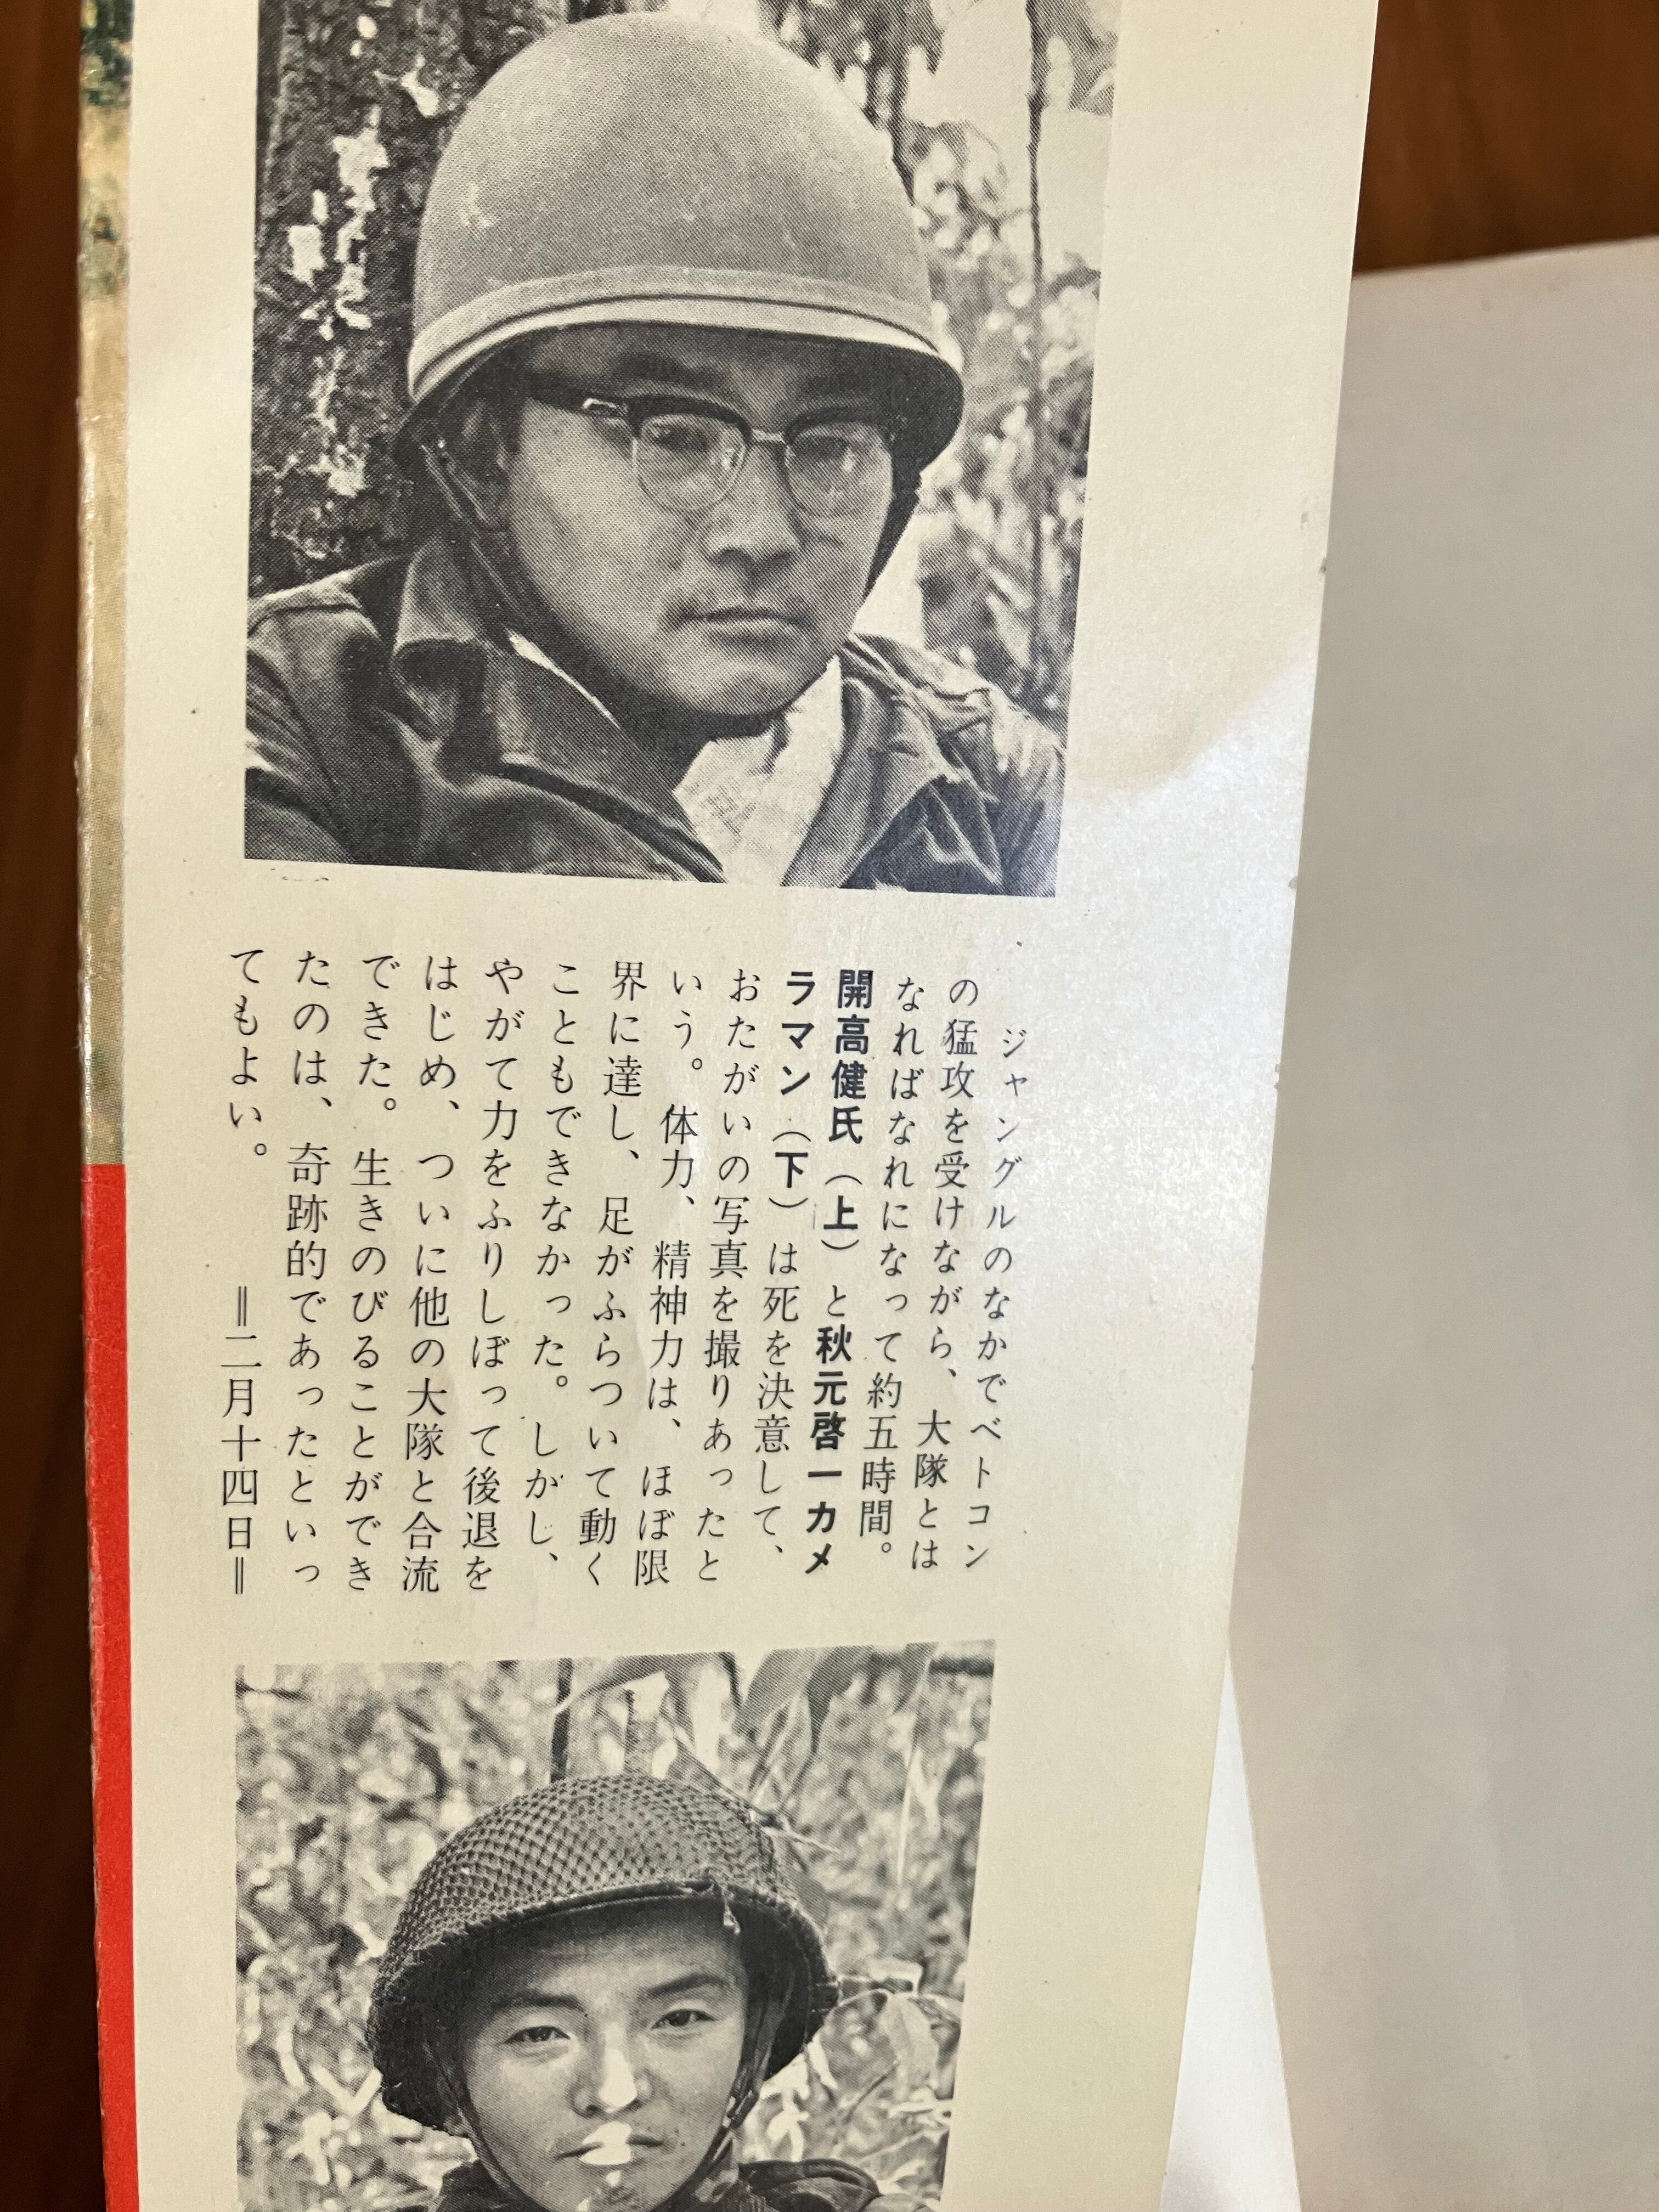 ジャングルのなかでベトコン
の猛攻を受けながら、大隊とは
なればなれになって約五時間。
開高健氏（上）と秋元啓一カメ
ラマン（下）は死を決意して、
おたがいの写真を撮りあったと
いう。体力、精神力は、ほぼ限
界に達し、足がふらついて動く
こともできなかった。しかし、
やがて力をふりしぼって後退を
はじめ、ついに他の大隊と合流
できた。生きのびることができ
たのは、奇跡的であったといっ
てもよい。　＝二月十四日＝